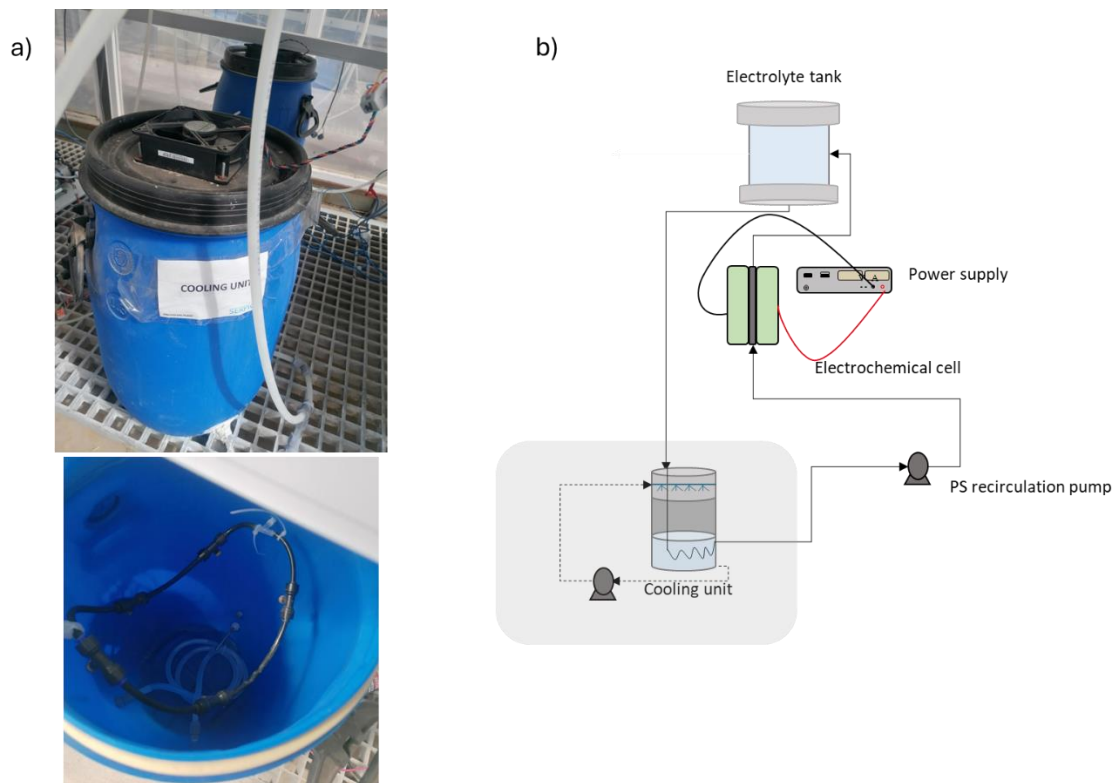 a)
b)
COOLING UNIT
Electrolyte tank
A
Power supply
Electrochemical cell
PS recirculation pump
Cooling unit